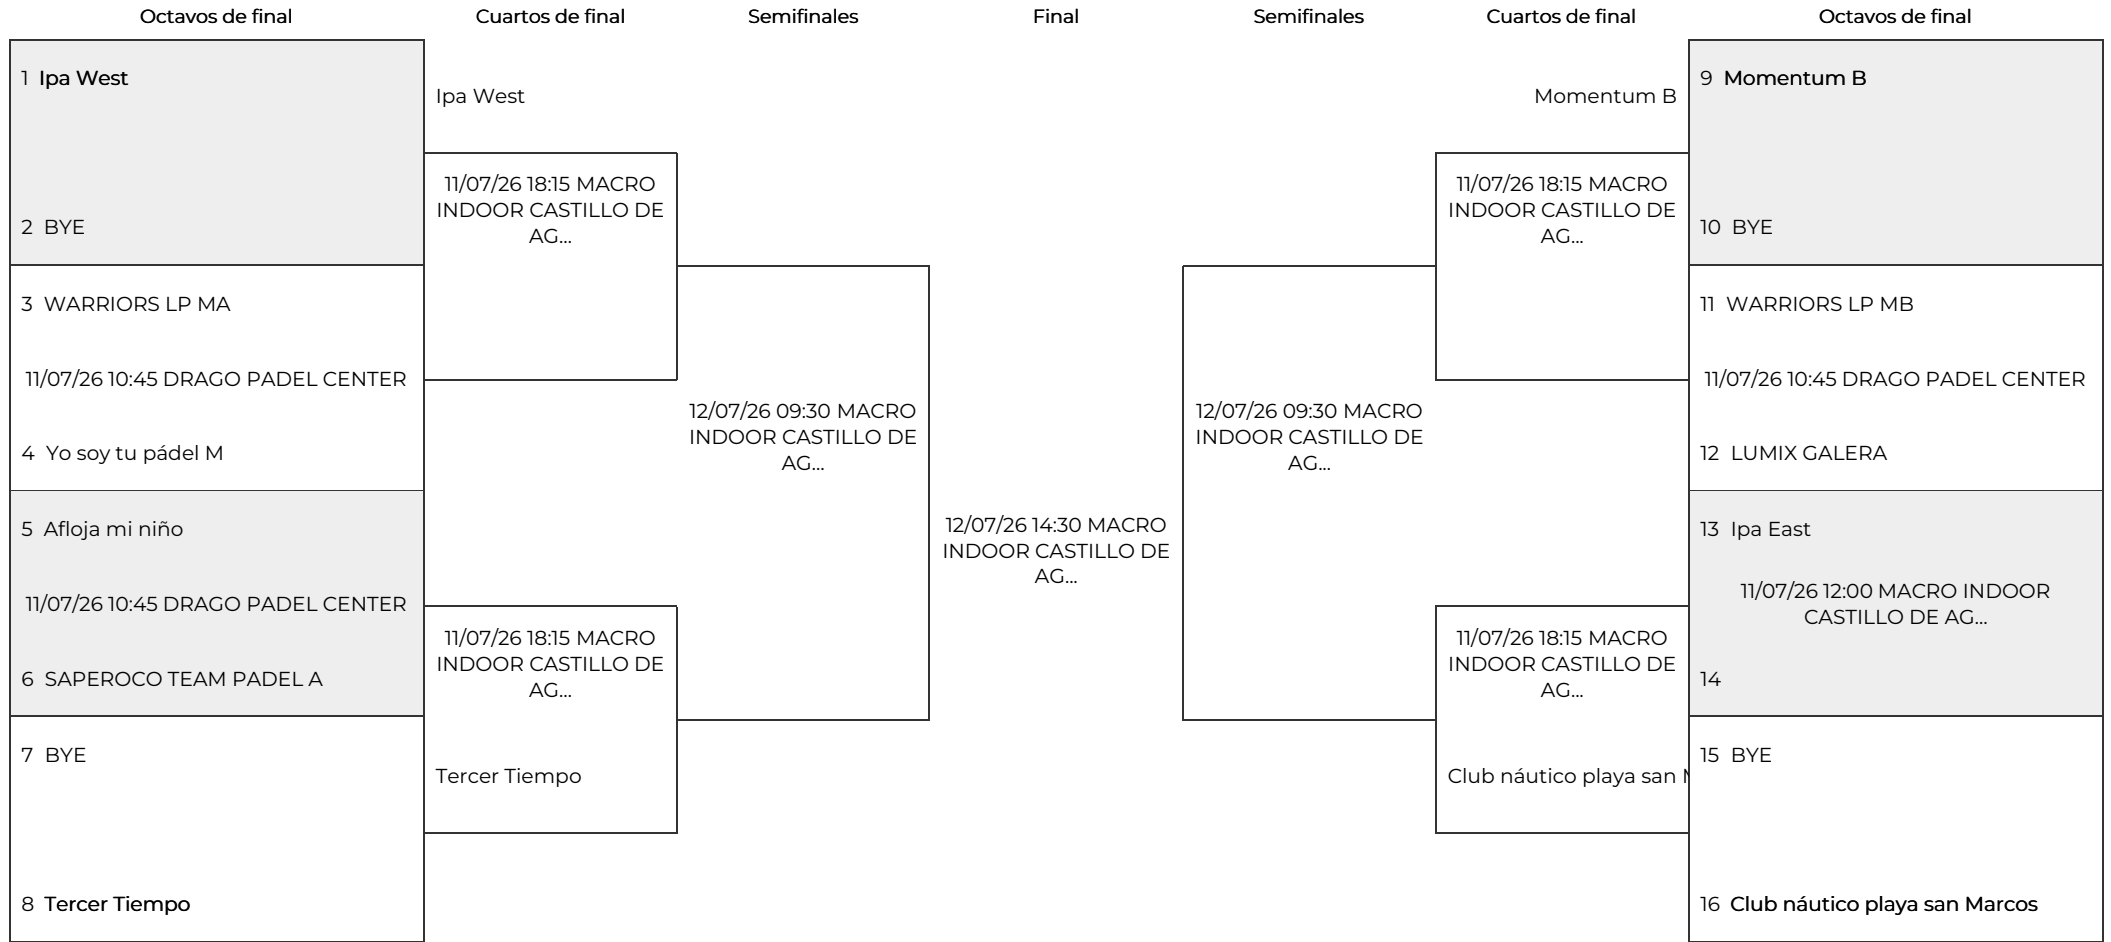 Octavos de final
Cuartos de final
Semifinales
Final
Semifinales
Cuartos de final
Octavos de final
1 Ipa West
2 BYE
3 WARRIORS LP MA
11/07/26 10:45 DRAGO PADEL CENTER
4 Yo soy tu pádel M
5 Afloja mi niño
11/07/26 10:45 DRAGO PADEL CENTER
6 SAPEROCO TEAM PADEL A
7 BYE
8 Tercer Tiempo
Ipa West
11/07/26 18:15 MACRO
INDOOR CASTILLO DE
AG...
11/07/26 18:15 MACRO
INDOOR CASTILLO DE
AG...
Tercer Tiempo
12/07/26 09:30 MACRO
INDOOR CASTILLO DE
AG...
12/07/26 14:30 MACRO
INDOOR CASTILLO DE
AG...
12/07/26 09:30 MACRO
INDOOR CASTILLO DE
AG...
Momentum B
11/07/26 18:15 MACRO
INDOOR CASTILLO DE
AG...
11/07/26 18:15 MACRO
INDOOR CASTILLO DE
AG...
Club náutico playa san
9 Momentum B
10 BYE
11 WARRIORS LP MB
11/07/26 10:45 DRAGO PADEL CENTER
12 LUMIX GALERA
13 Ipa East
11/07/26 12:00 MACRO INDOOR
CASTILLO DE AG...
14
15 BYE
16 Club náutico playa san Marcos